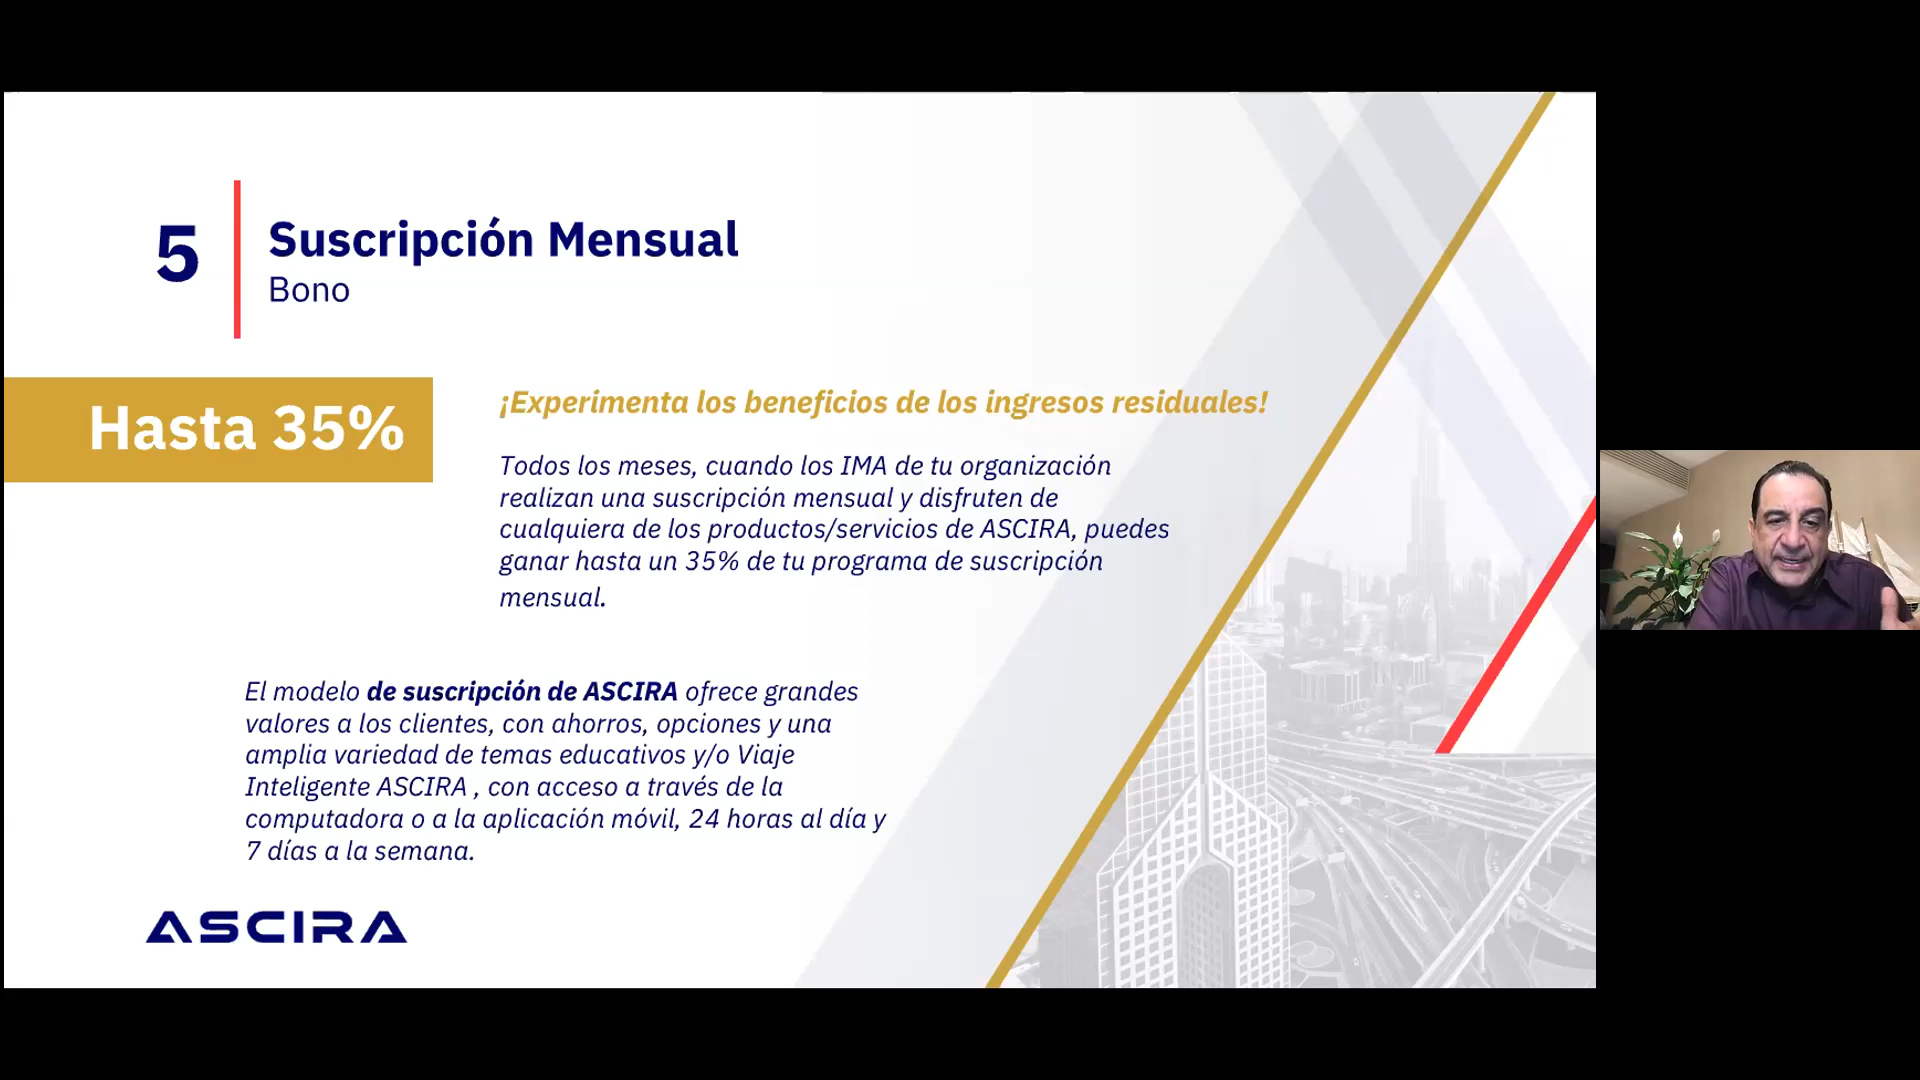 5
Suscripción Mensual
Bono
Hasta 35%
¡Experimenta los beneficios de los ingresos residuales!
Todos los meses, cuando los IMA de tu organización
realizan una suscripción mensual y disfruten de
cualquiera de los productos/servicios de ASCIRA, puedes
ganar hasta un 35% de tu programa de suscripción
mensual.
El modelo de suscripción de ASCIRA ofrece grandes
valores a los clientes, con ahorros, opciones y una
amplia variedad de temas educativos y/o Viaje
Inteligente ASCIRA , con acceso a través de la
computadora o a la aplicación móvil, 24 horas al día y
7 días a la semana.
ASCIRA